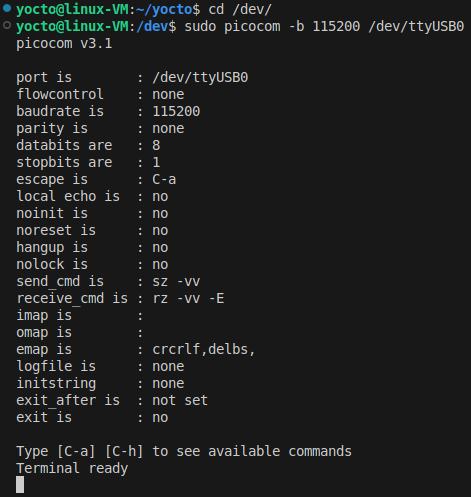 yocto@linux-VM:~/yocto$ cd /dev/
yocto@linux-VM:/dev$ sudo picocom -b 115200 /dev/ttyUSB0
picocom v3.1

port is        : /dev/ttyUSB0
flowcontrol    : none
baudrate is    : 115200
parity is      : none
databits are   : 8
stopbits are   : 1
escape is      : C-a
local echo is  : no
noinit is      : no
noreset is     : no
hangup is      : no
nolock is      : no
send_cmd is    : sz -vv
receive_cmd is : rz -vv -E
imap is        :
omap is        :
emap is        : crcrlf,delbs,
logfile is     : none
initstring     : none
exit_after is  : not set
exit is        : no

Type [C-a] [C-h] to see available commands
Terminal ready